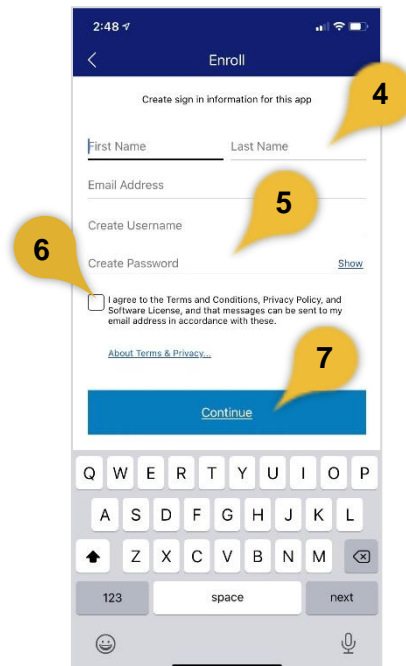 2:48
Enroll
Create sign in information for this app
4
First Name Last Name
Email Address
5
Create Username
6
Create Password Show
I agree to the Terms and Conditions, Privacy Policy, and
Software License, and that messages can be sent to my
email address in accordance with these.
About Terms & Privacy...
7
Continue
Q W E R T Y U I O P
A S D F G H J K L
Z X C V B N M
123 space next